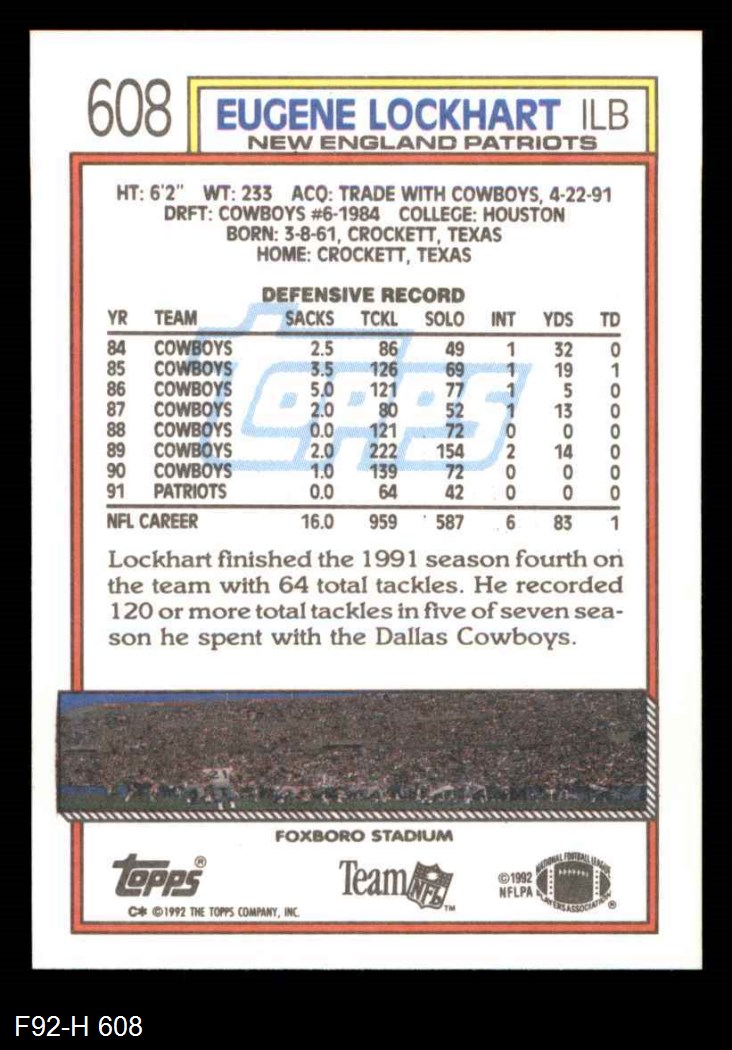 608
EUGENE LOCKHART ILB
NEW ENGLAND PATRIOTS
HT: 6'2" WT: 233 ACQ: TRADE WITH COWBOYS, 4-22-91
DRFT: COWBOYS #6-1984 COLLEGE: HOUSTON
BORN: 3-8-61, CROCKETT, TEXAS
HOME: CROCKETT, TEXAS
DEFENSIVE RECORD
YR TEAM SACKS TCKL SOLO INT YDS TD
84 COWBOYS 2.5 86 49 1 32 0
85 COWBOYS 3.5 126 69 1 19 1
86 COWBOYS 5.0 121 77 1 5 0
87 COWBOYS 2.0 80 52 1 13 0
88 COWBOYS 0.0 121 72 0 0 0
89 COWBOYS 2.0 222 154 2 14 0
90 COWBOYS 1.0 139 72 0 0 0
91 PATRIOTS 0.0 64 42 0 0 0
NFL CAREER 16.0 959 587 6 83 1
topps
Lockhart finished the 1991 season fourth on
the team with 64 total tackles. He recorded
120 or more total tackles in five of seven sea-
son he spent with the Dallas Cowboys.
21
FOXBORO STADIUM
topps®
C* ©1992 THE TOPPS COMPANY, INC.
Team NFL™
©1992
NFLPA
NATIONAL FOOTBALL LEAGUE
PLAYERS ASSOCIATION®
F92-H 608